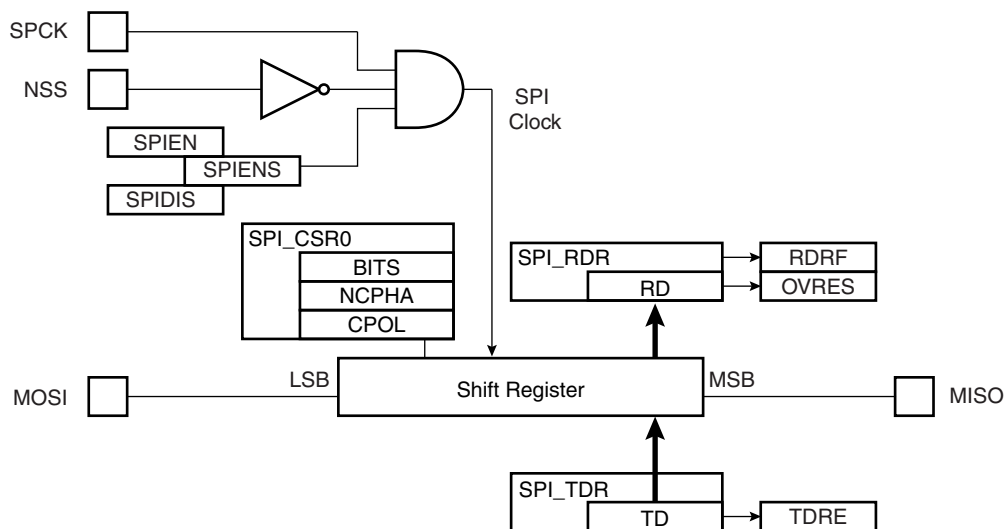 SPCK
NSS
SPI
Clock
SPIEN
SPIENS
SPIDIS
SPI_CSR0
BITS
NCPHA
CPOL
SPI_RDR
RD
RDRF
OVRES
MOSI
LSB
Shift Register
MSB
MISO
SPI_TDR
TD
TDRE